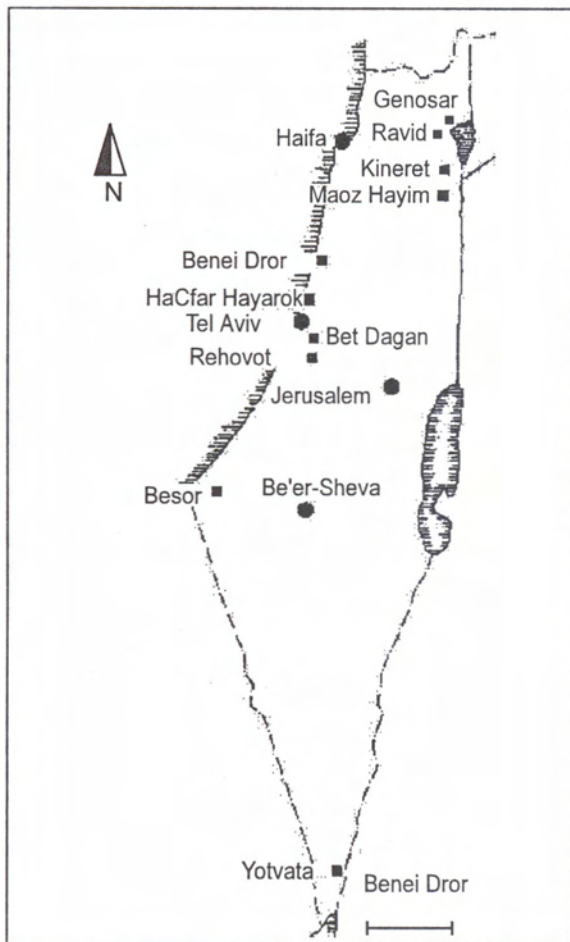 Genosar
Haifa
Ravid
N
Kineret
Maoz Hayim
Benei Dror
HaCfar Hayarok
Tel Aviv
Bet Dagan
Rehovot
Jerusalem
Besor
Be'er-Sheva
Yotvata
Benei Dror